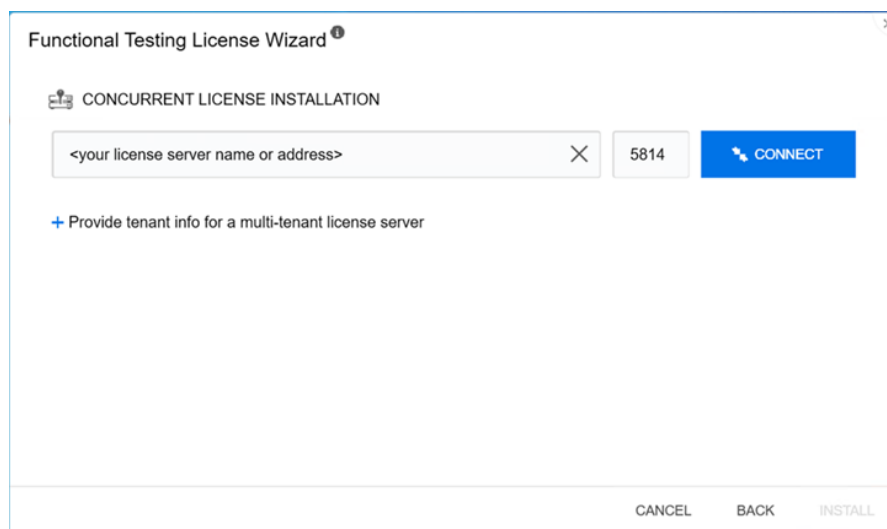 Functional Testing License Wizard
CONCURRENT LICENSE INSTALLATION
<your license server name or address> 5814 CONNECT
+ Provide tenant info for a multi-tenant license server
CANCEL BACK INSTALL